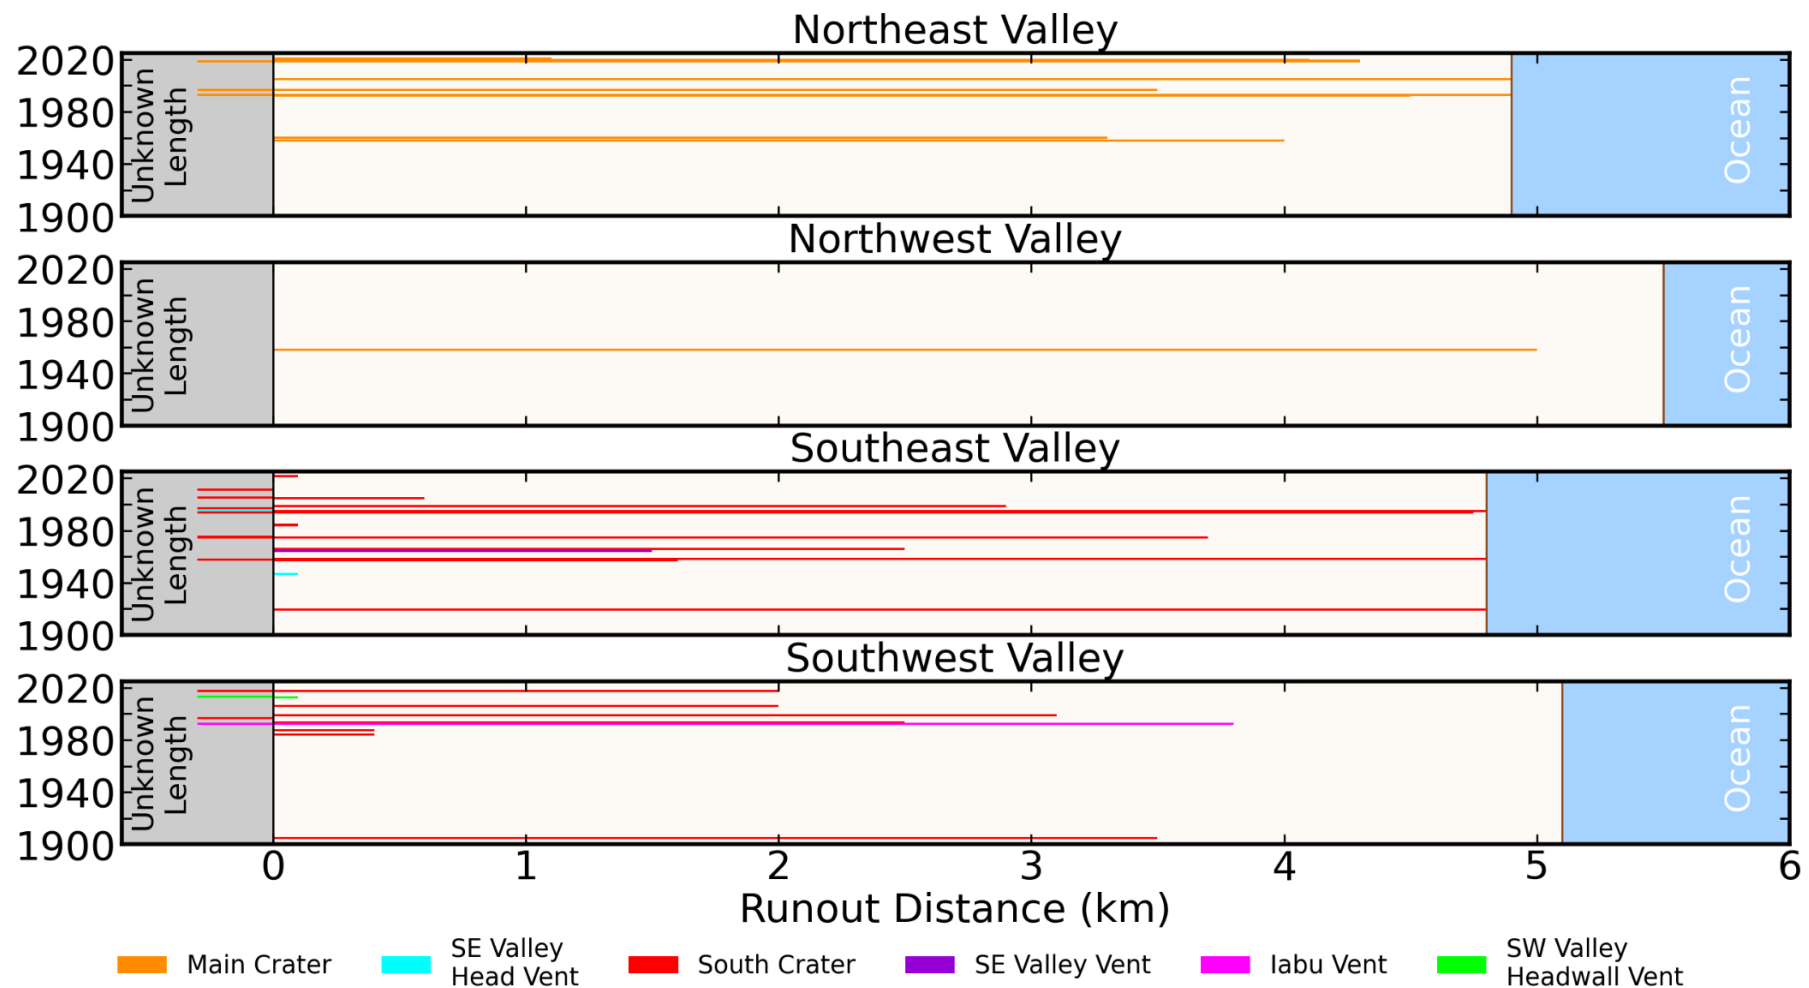 Northeast Valley
2020
1980
1940
1900
Unknown
Length
Ocean
Northwest Valley
2020
1980
1940
1900
Unknown
Length
Ocean
Southeast Valley
2020
1980
1940
1900
Unknown
Length
Ocean
Southwest Valley
2020
1980
1940
1900
Unknown
Length
Ocean
0 1 2 3 4 5 6
Runout Distance (km)
Main Crater
SE Valley
Head Vent
South Crater
SE Valley Vent
Iabu Vent
SW Valley
Headwall Vent